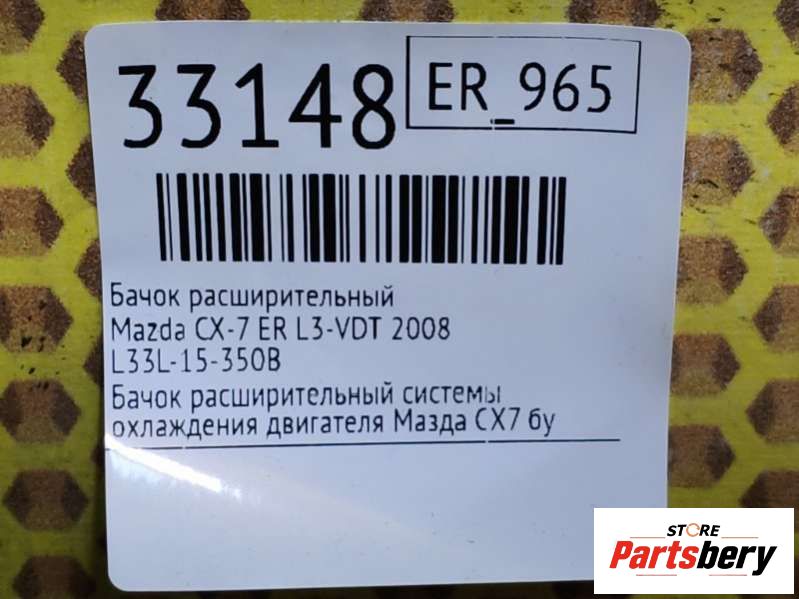 33148
ER_965
Бачок расширительный
Mazda CX-7 ER L3-VDT 2008
L33L-15-350B
Бачок расширительный системы
охлаждения двигателя Мазда СХ7 бу
STORE
Partsbery